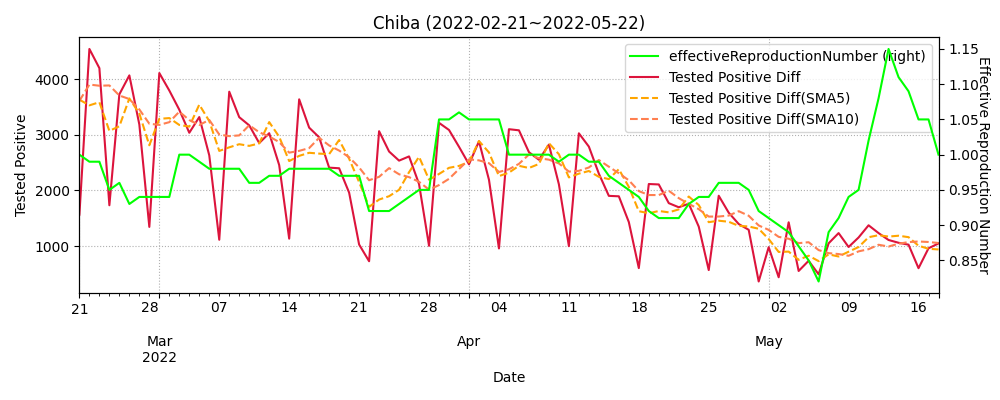 Chiba (2022-02-21~2022-05-22)
effectiveReproductionNumber (right)
Tested Positive Diff
Tested Positive Diff(SMA5)
Tested Positive Diff(SMA10)
Tested Positive
4000
3000
2000
1000
Effective Reproduction Number
1.15
1.10
1.05
1.00
0.95
0.90
0.85
21 28 07 14 21 28 04 11 18 25 02 09 16
Mar Apr May
2022
Date